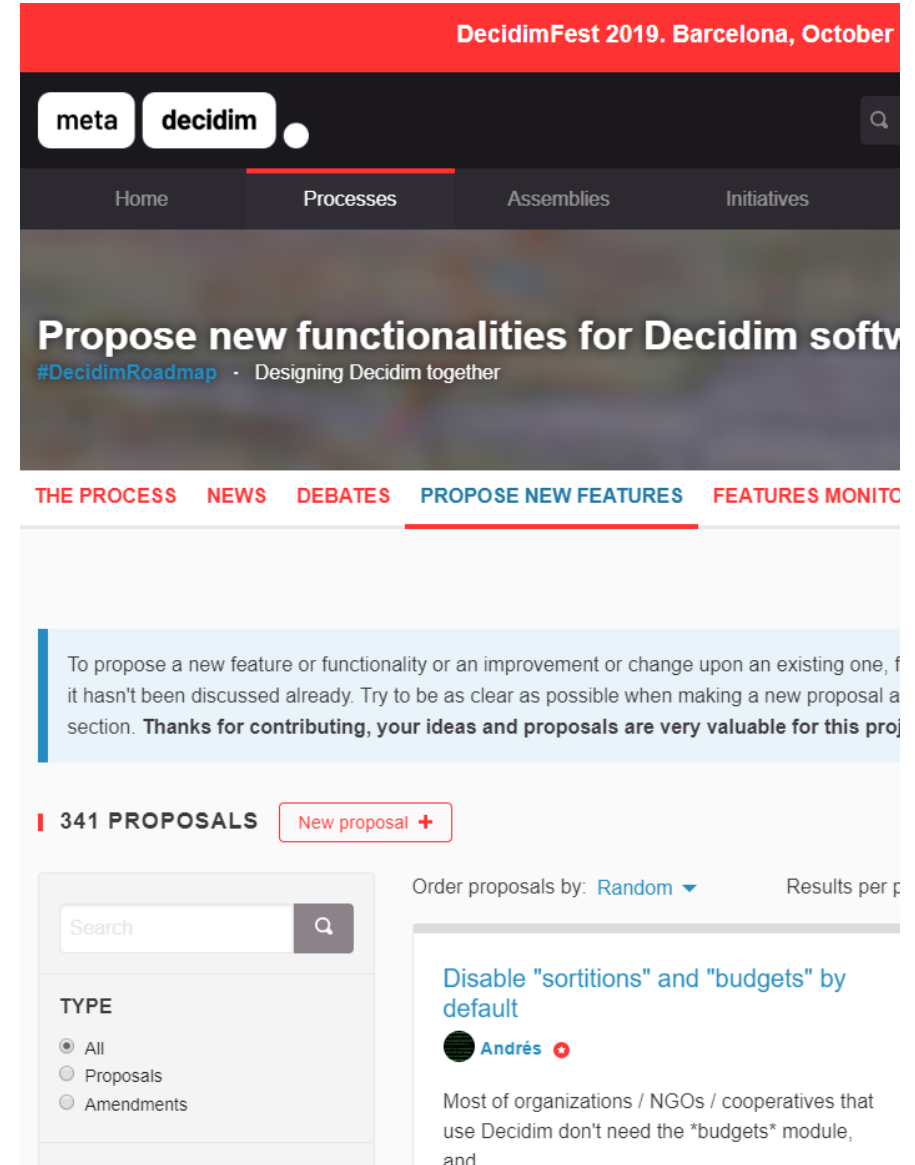 DecidimFest 2019. Barcelona, October
meta decidim
Home Processes Assemblies Initiatives
Propose new functionalities for Decidim
#DecidimRoadmap · Designing Decidim together
THE PROCESS NEWS DEBATES PROPOSE NEW FEATURES FEATURES
To propose a new feature or functionality or an improvement or change upon an existing one,
it hasn't been discussed already. Try to be as clear as possible when making a new proposal
section. Thanks for contributing, your ideas and proposals are very valuable for this
341 PROPOSALS New proposal +
Order proposals by: Random Results per
Search
Disable "sortitions" and "budgets" by
default
TYPE
Andrés
All
Proposals
Amendments
Most of organizations / NGOs / cooperatives that
use Decidim don't need the *budgets* module,
and